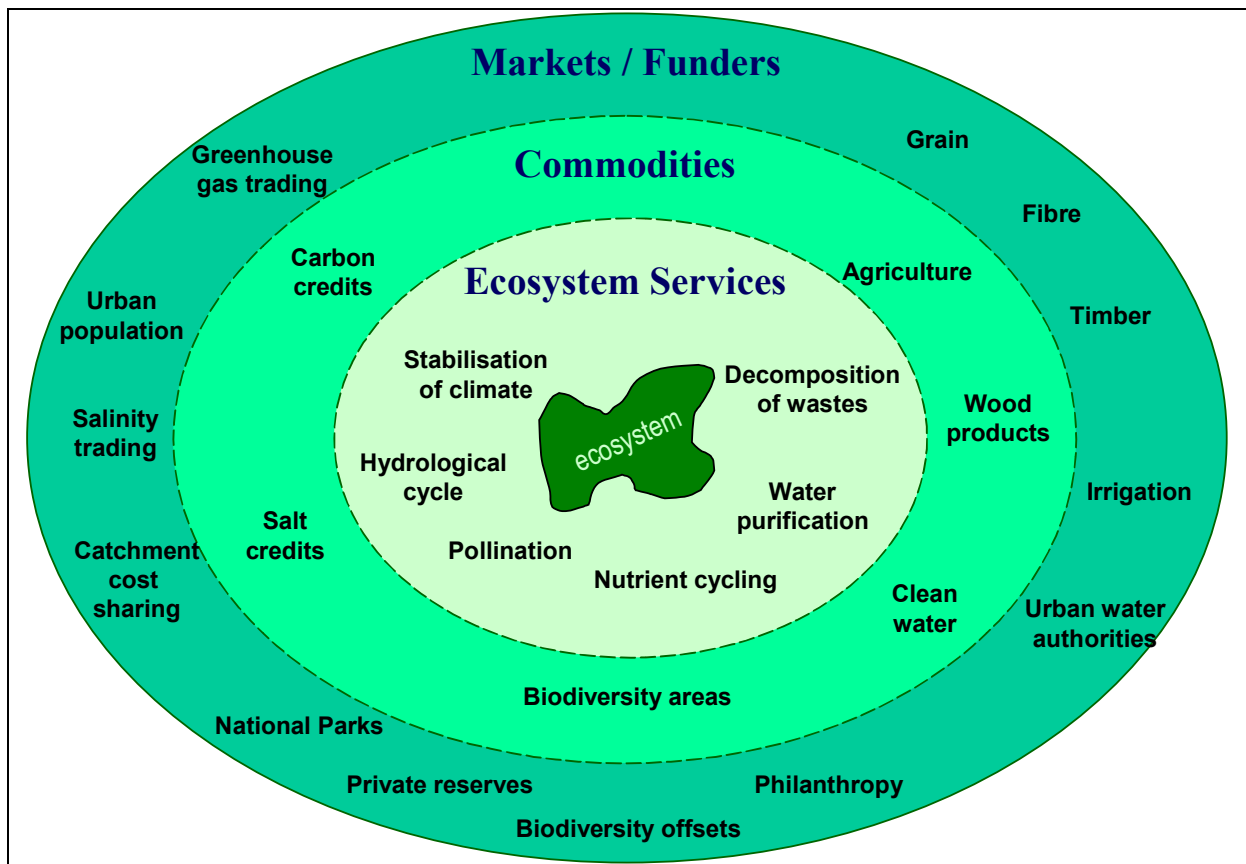 Markets / Funders
Greenhouse
gas trading
Urban
population
Salinity
trading
Catchment
cost
sharing
National Parks
Private reserves
Biodiversity offsets
Philanthropy
Urban water
authorities
Irrigation
Timber
Fibre
Grain
Commodities
Carbon
credits
Salt
credits
Biodiversity areas
Clean
water
Wood
products
Agriculture
Ecosystem Services
Stabilisation
of climate
Hydrological
cycle
Pollination
Nutrient cycling
Water
purification
Decomposition
of wastes
ecosystem